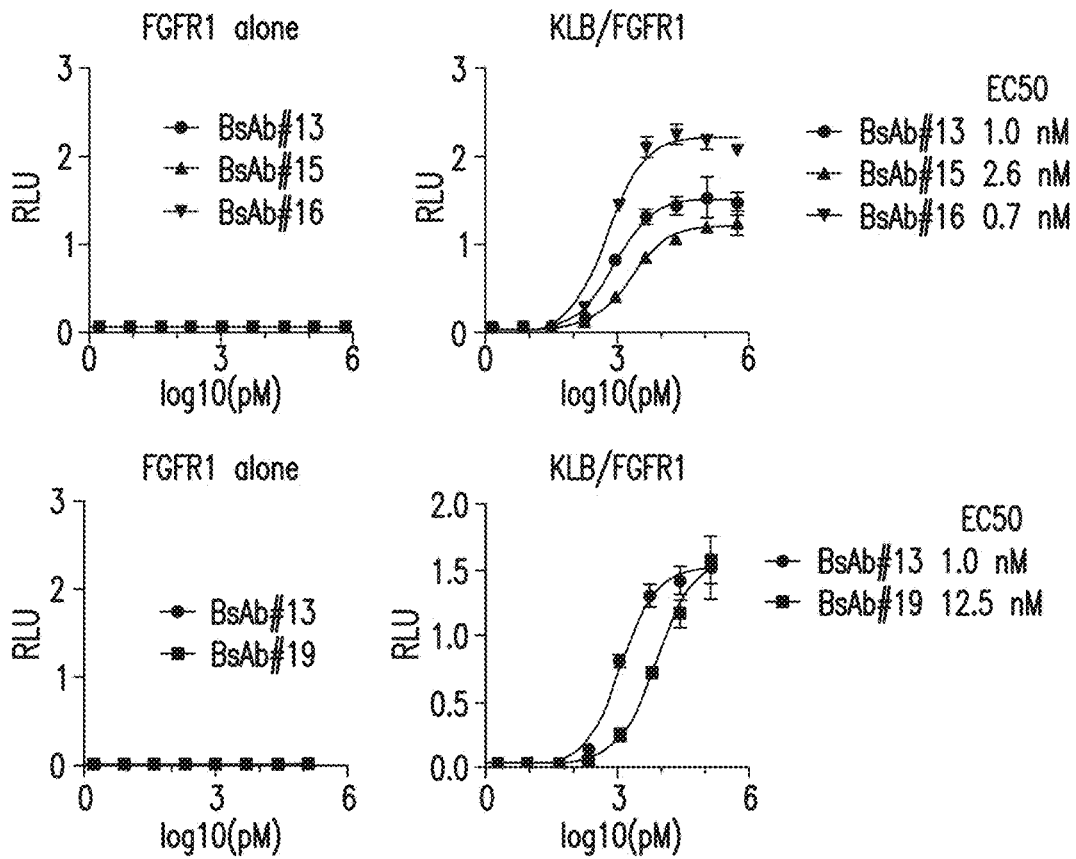 FGFR1 alone
3
2
1
0
RLU
BsAb#13
BsAb#15
BsAb#16
0 3 6
log10(pM)
KLB/FGFR1
3
2
1
0
RLU
0 3 6
log10(pM)
EC50
BsAb#13 1.0 nM
BsAb#15 2.6 nM
BsAb#16 0.7 nM
FGFR1 alone
3
2
1
0
RLU
BsAb#13
BsAb#19
0 3 6
log10(pM)
KLB/FGFR1
2.0
1.5
1.0
0.5
0.0
RLU
0 3 6
log10(pM)
EC50
BsAb#13 1.0 nM
BsAb#19 12.5 nM